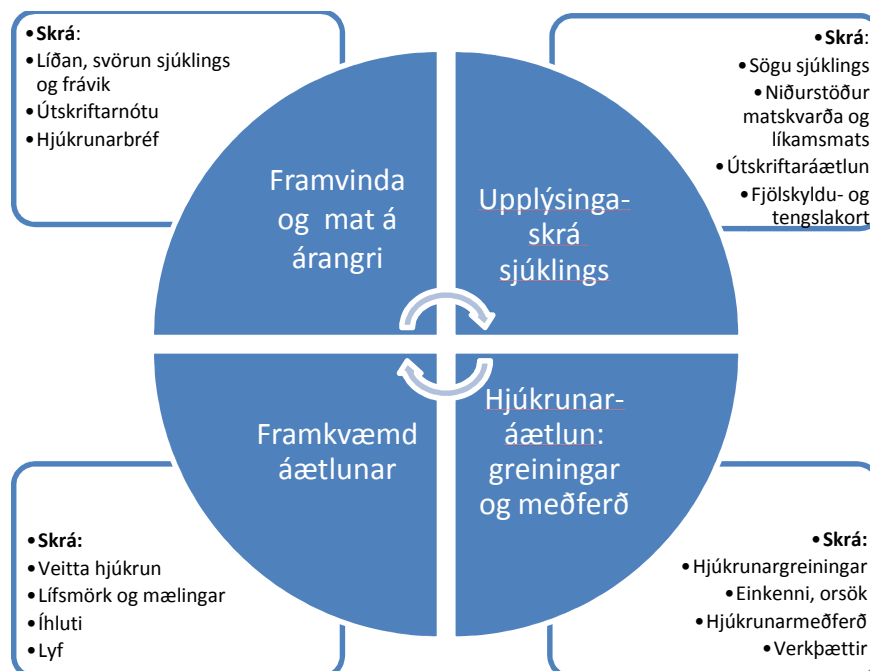 •Skrá:
•Líðan, svörun sjúklings
og frávik
•Útskriftarnótu
•Hjúkrunarbréf
•Skrá:
•Sögu sjúklings
•Niðurstöður
matskvarða og
líkamsmats
•Útskriftaráætlun
•Fjölskyldu- og
tengslakort
Framvinda
og mat á
árangri
Upplýsinga-
skrá
sjúklings
Framkvæmd
áætlunar
Hjúkrunar-
áætlun:
greiningar
og meðferð
•Skrá:
•Veitta hjúkrun
•Lífsmörk og mælingar
•Íhluti
•Lyf
•Skrá:
•Hjúkrunargreiningar
•Einkenni, orsök
•Hjúkrunarmeðferð
•Verkþættir